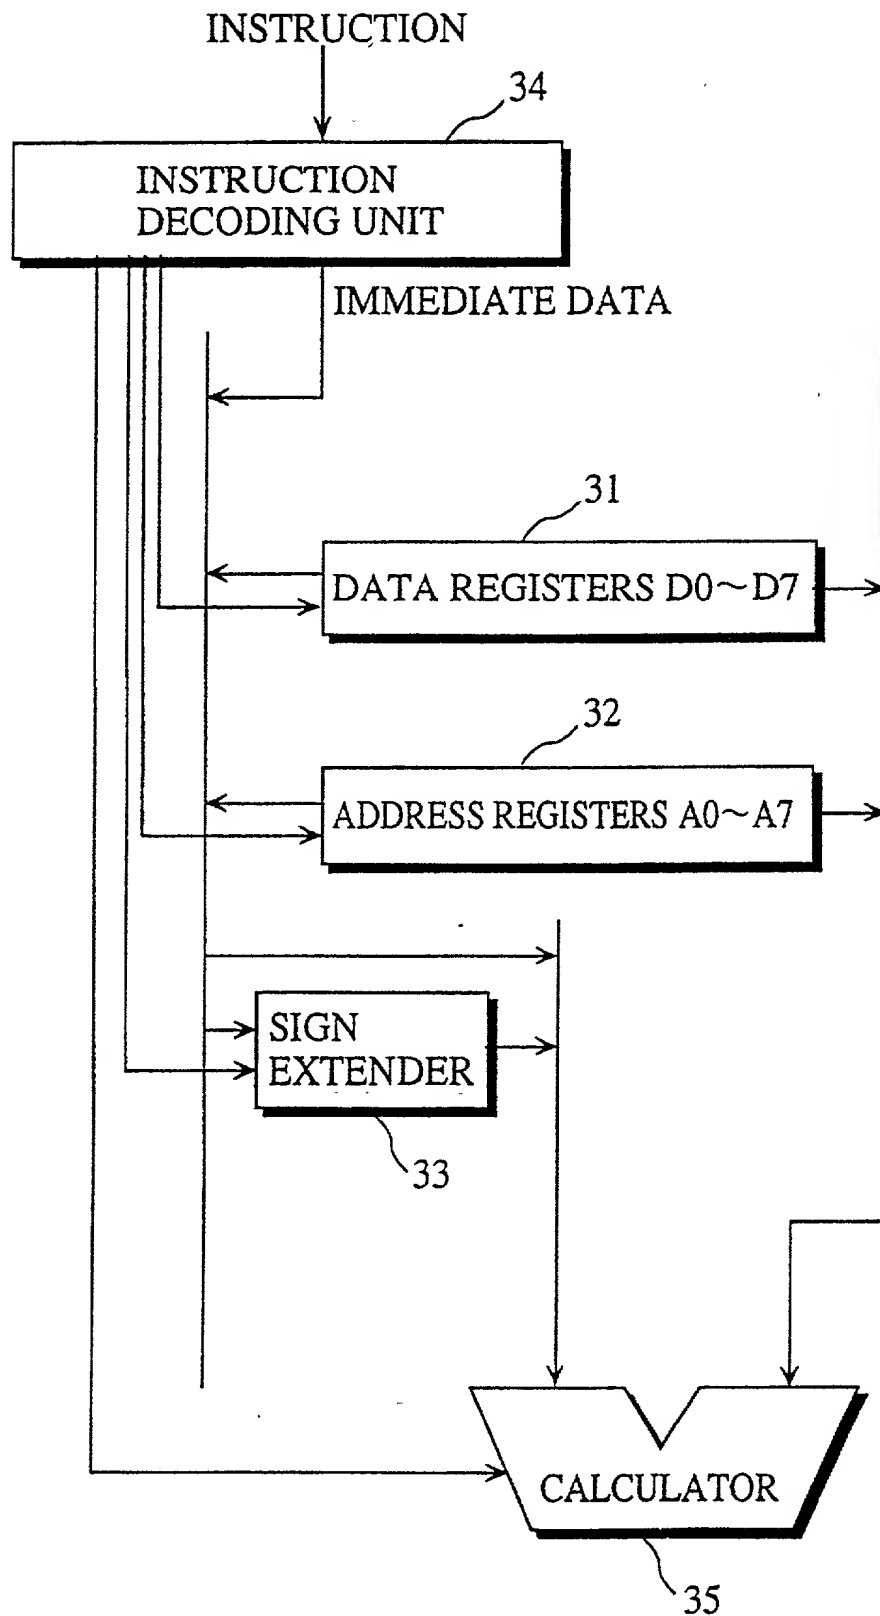 INSTRUCTION
34
INSTRUCTION
DECODING UNIT
IMMEDIATE DATA
31
DATA REGISTERS D0~D7
32
ADDRESS REGISTERS A0~A7
SIGN
EXTENDER
33
CALCULATOR
35